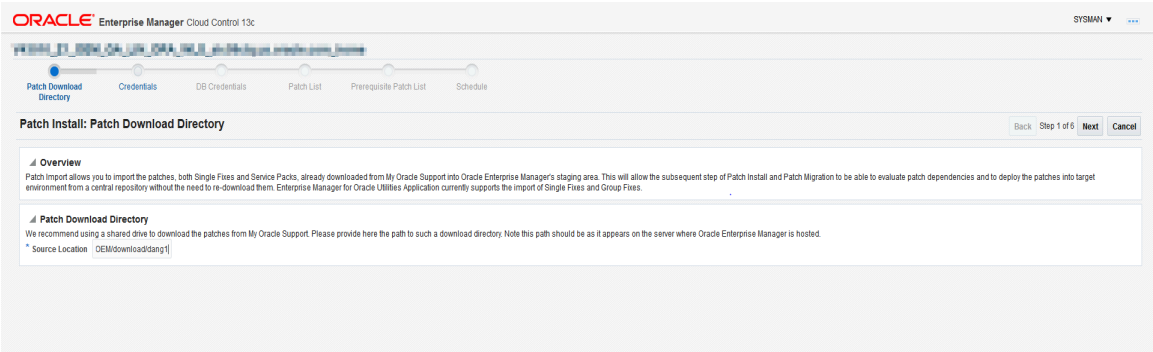 ORACLE® Enterprise Manager Cloud Control 13c
SYSMAN ▼
Patch Download Directory
Credentials
DB Credentials
Patch List
Prerequisite Patch List
Schedule
Patch Install: Patch Download Directory
Back Step 1 of 6 Next Cancel
Overview
Patch Import allows you to import the patches, both Single Fixes and Service Packs, already downloaded from My Oracle Support into Oracle Enterprise Manager's staging area. This will allow the subsequent step of Patch Install and Patch Migration to be able to evaluate patch dependencies and to deploy the patches into target
environment from a central repository without the need to re-download them. Enterprise Manager for Oracle Utilities Application currently supports the import of Single Fixes and Group Fixes.
Patch Download Directory
We recommend using a shared drive to download the patches from My Oracle Support. Please provide here the path to such a download directory. Note this path should be as it appears on the server where Oracle Enterprise Manager is hosted.
* Source Location OEM/download/dang1